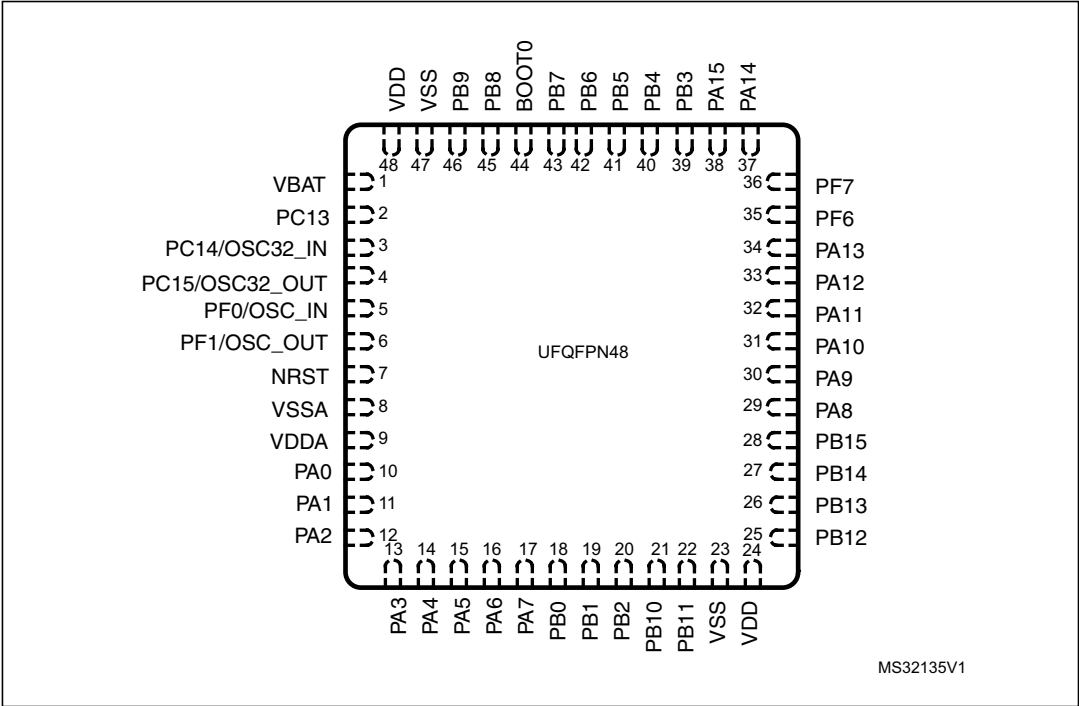 VDD VSS PB9 PB8 BOOT0 PB7 PB6 PB5 PB4 PB3 PA15 PA14
48 47 46 45 44 43 42 41 40 39 38 37
VBAT 1 36 PF7
PC13 2 35 PF6
PC14/OSC32_IN 3 34 PA13
PC15/OSC32_OUT 4 33 PA12
PF0/OSC_IN 5 32 PA11
PF1/OSC_OUT 6 UFQFPN48 31 PA10
NRST 7 30 PA9
VSSA 8 29 PA8
VDDA 9 28 PB15
PA0 10 27 PB14
PA1 11 26 PB13
PA2 12 25 PB12
13 14 15 16 17 18 19 20 21 22 23 24
PA3 PA4 PA5 PA6 PA7 PB0 PB1 PB2 PB10 PB11 VSS VDD
MS32135V1